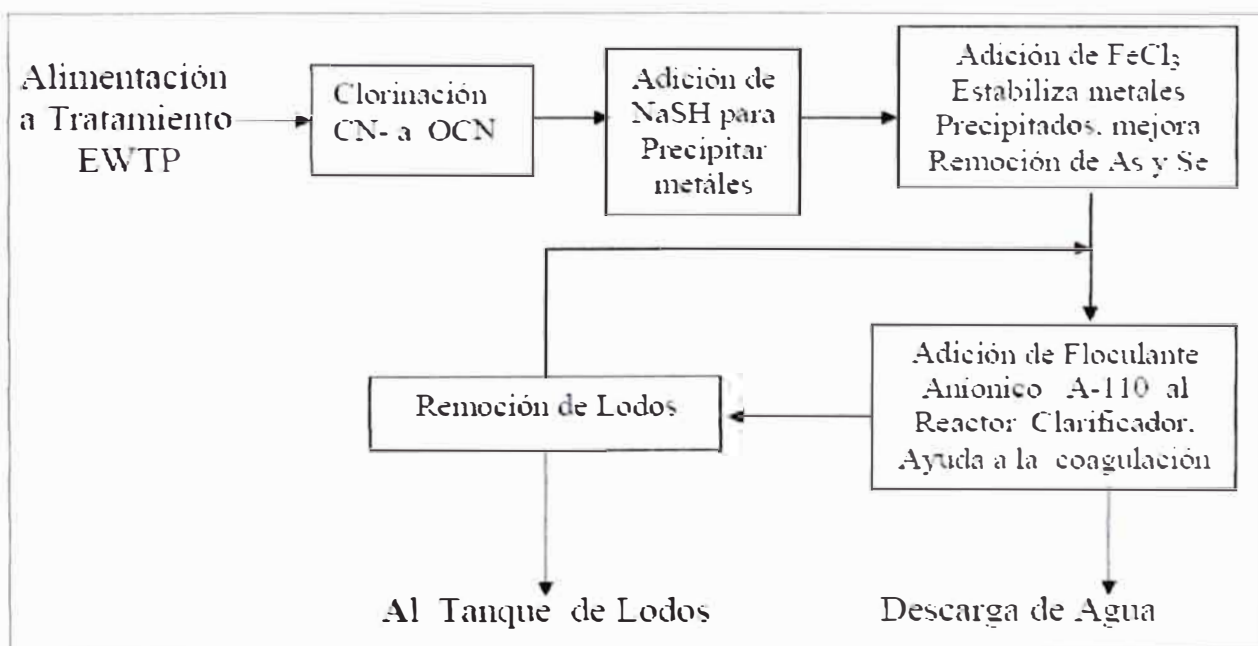 Alimentación
a Tratamiento
EWTP
Clorinación
CN- a OCN
Adición de
NaSH para
Precipitar
metáles
Adición de FeCl₃
Estabiliza metales
Precipitados. mejora
Remoción de As y Se
Adición de Floculante
Anionico A-110 al
Reactor Clarificador.
Ayuda a la coagulación
Remoción de Lodos
Al Tanque de Lodos
Descarga de Agua